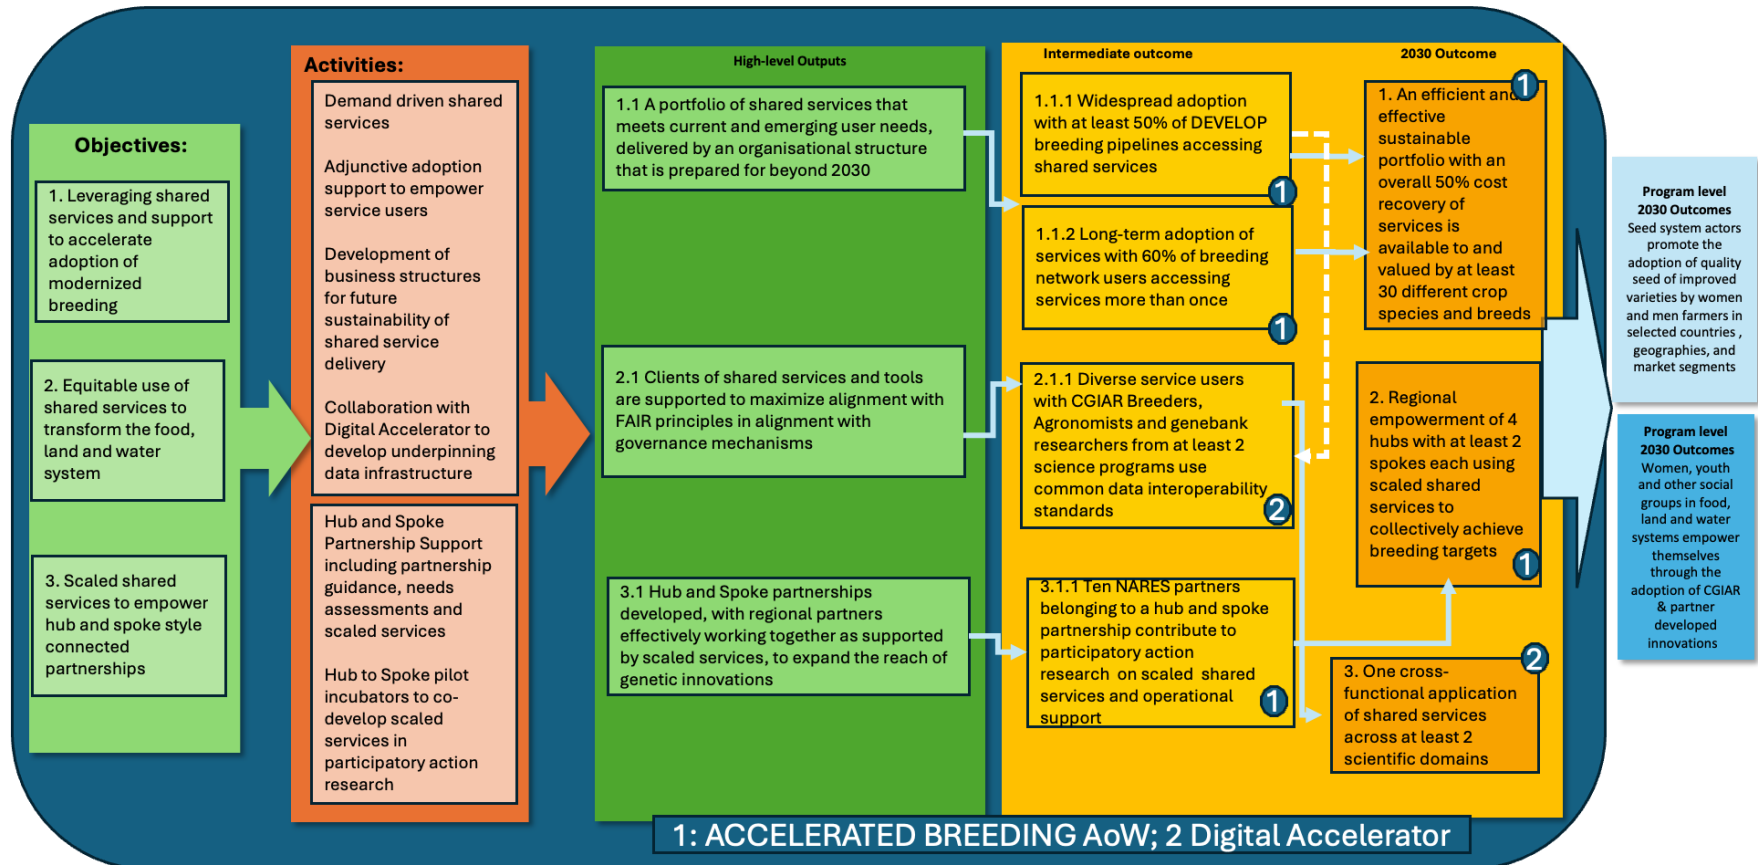 Objectives:
1. Leveraging shared
services and support
to accelerate
adoption of
modernized
breeding
2. Equitable use of
shared services to
transform the food,
land and water
system
3. Scaled shared
services to empower
hub and spoke style
connected
partnerships
Activities:
Demand driven shared
services
Adjunctive adoption
support to empower
service users
Development of
business structures
for future
sustainability of
shared service
delivery
Collaboration with
Digital Accelerator to
develop underpinning
data infrastructure
Hub and Spoke
Partnership Support
including partnership
guidance, needs
assessments and
scaled services
Hub to Spoke pilot
incubators to co-
develop scaled
services in
participatory action
research
High-level Outputs
1.1 A portfolio of shared services that
meets current and emerging user needs,
delivered by an organisational structure
that is prepared for beyond 2030
2.1 Clients of shared services and tools
are supported to maximize alignment with
FAIR principles in alignment with
governance mechanisms
3.1 Hub and Spoke partnerships
developed, with regional partners
effectively working together as supported
by scaled services, to expand the reach of
genetic innovations
Intermediate outcome
1.1.1 Widespread adoption
with at least 50% of DEVELOP
breeding pipelines accessing
shared services
1
1.1.2 Long-term adoption of
services with 60% of breeding
network users accessing
services more than once
1
2.1.1 Diverse service users
with CGIAR Breeders,
Agronomists and genebank
researchers from at least 2
science programs use
common data interoperability
standards
2
3.1.1 Ten NARES partners
belonging to a hub and spoke
partnership contribute to
participatory action
research on scaled shared
services and operational
support
1
2030 Outcome
1
1. An efficient and
effective
sustainable
portfolio with an
overall 50% cost
recovery of
services is
available to and
valued by at least
30 different crop
species and breeds
2. Regional
empowerment of 4
hubs with at least 2
spokes each using
scaled shared
services to
collectively achieve
breeding targets
1
2
3. One cross-
functional application
of shared services
across at least 2
scientific domains
Program level
2030 Outcomes
Seed system actors
promote the
adoption of quality
seed of improved
varieties by women
and men farmers in
selected countries ,
geographies, and
market segments
Program level
2030 Outcomes
Women, youth
and other social
groups in food,
land and water
systems empower
themselves
through the
adoption of CGIAR
& partner
developed
innovations
1: ACCELERATED BREEDING AoW; 2 Digital Accelerator